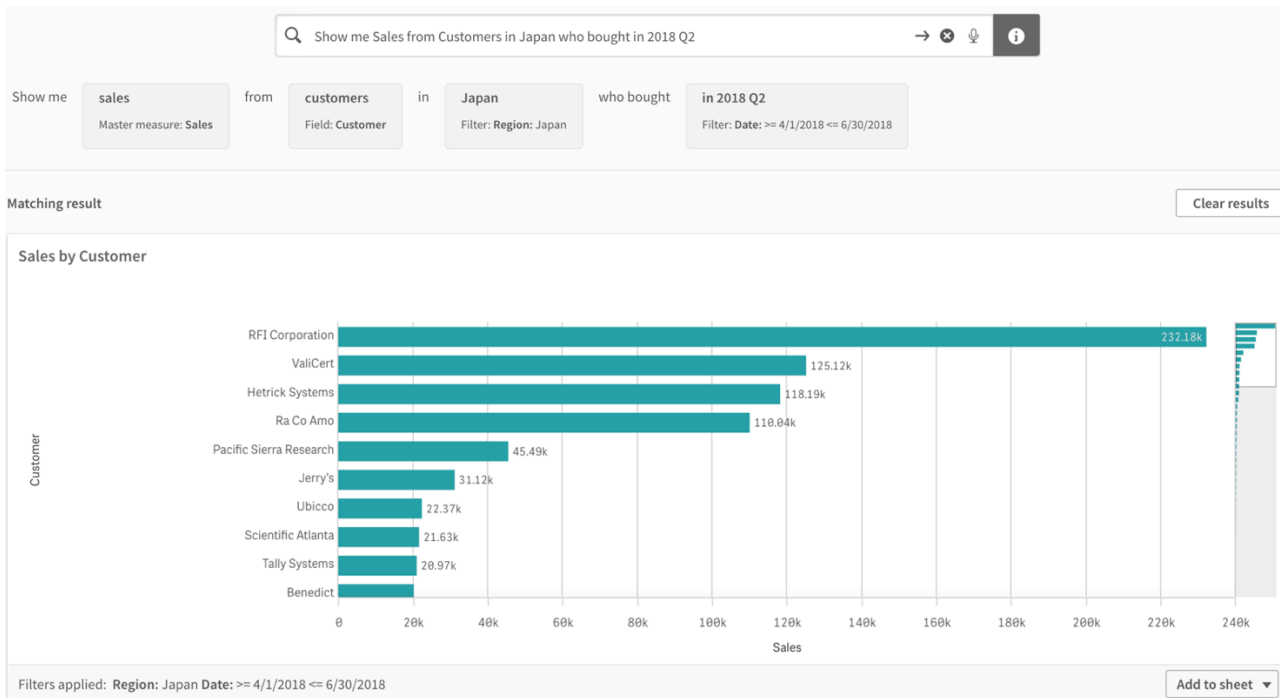 Show me Sales from Customers in Japan who bought in 2018 Q2
Show me sales from customers in Japan who bought in 2018 Q2
Master measure: Sales Field: Customer Filter: Region: Japan Filter: Date: >= 4/1/2018 <= 6/30/2018
Matching result
Clear results
Sales by Customer
Customer
RFI Corporation 232.18k
ValiCert 125.12k
Hetrick Systems 118.19k
Ra Co Amo 110.04k
Pacific Sierra Research 45.49k
Jerry's 31.12k
Ubicco 22.37k
Scientific Atlanta 21.63k
Tally Systems 20.97k
Benedict
0 20k 40k 60k 80k 100k 120k 140k 160k 180k 200k 220k 240k
Sales
Filters applied: Region: Japan Date: >= 4/1/2018 <= 6/30/2018
Add to sheet